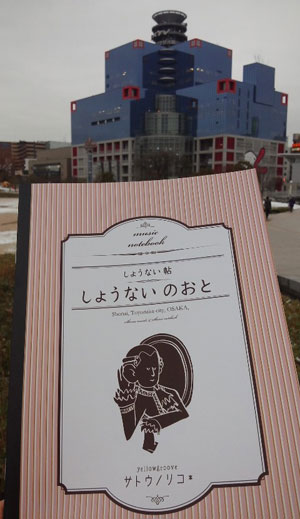 music
notebook
しょうない帖
しょうないのおと
Shonai, Toyonaka city, OSAKA,
yellowgroove
サトウノリコ*